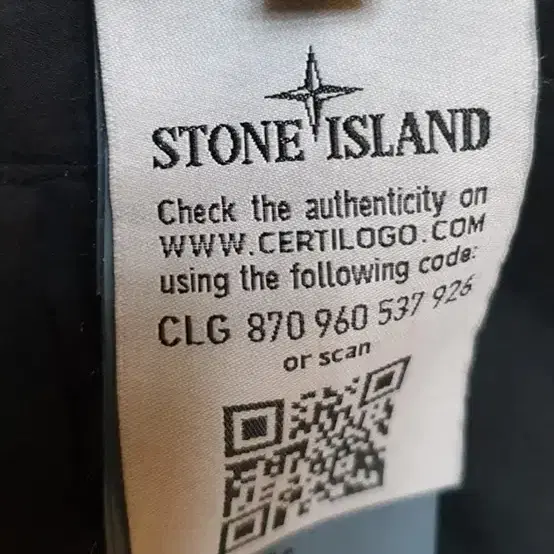 STONE ISLAND
Check the authenticity on
WWW.CERTILOGO.COM
using the following code:
CLG 870 960 537 926
or scan